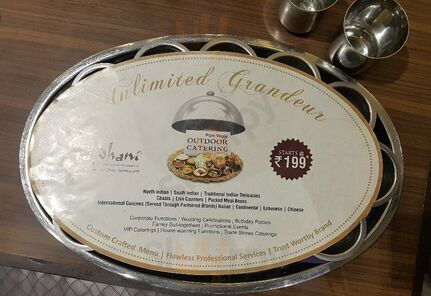 Unlimited Grandeur
Pure Veggie
OUTDOOR
CATERING
STARTS @
₹199
North Indian | South Indian | Traditional Indian Delicacies
Chaats | Live Counters | Packed Meal Boxes
International Cuisines (Served Through Partnered Brands) Italian | Continental | Lebanese | Chinese
Corporate Functions / Wedding Celebrations | Birthday Parties
Family Get-togethers | Promotional Events
VIP Caterings | House-warming Functions | Trade Shows Caterings
Custom Crafted Menu | Flawless Professional Services | Trust Worthy Brand